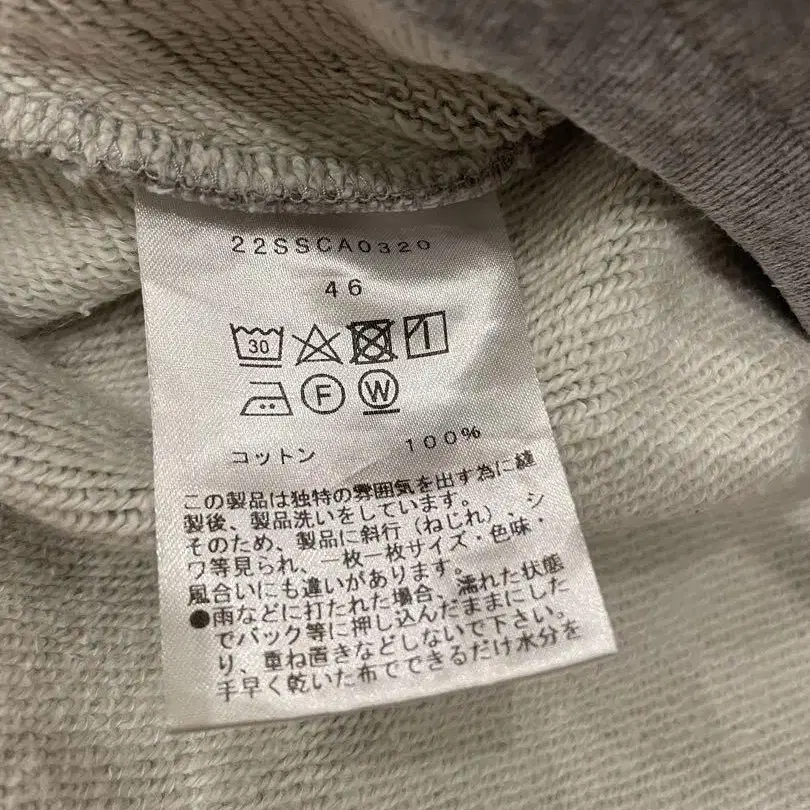 22SSCA0320
46
30
F W
コットン 100%
この製品は独特の雰囲気を出す為に縫
製後、製品洗いをしています。
そのため、製品に斜行(ねじれ)、シ
ワ等見られ、一枚一枚サイズ・色味・
風合いにも違いがあります。
●雨などに打たれた場合、濡れた状態
でバック等に押し込んだままにした
り、重ね置きなどしないで下さい。
手早く乾いた布でできるだけ水分を